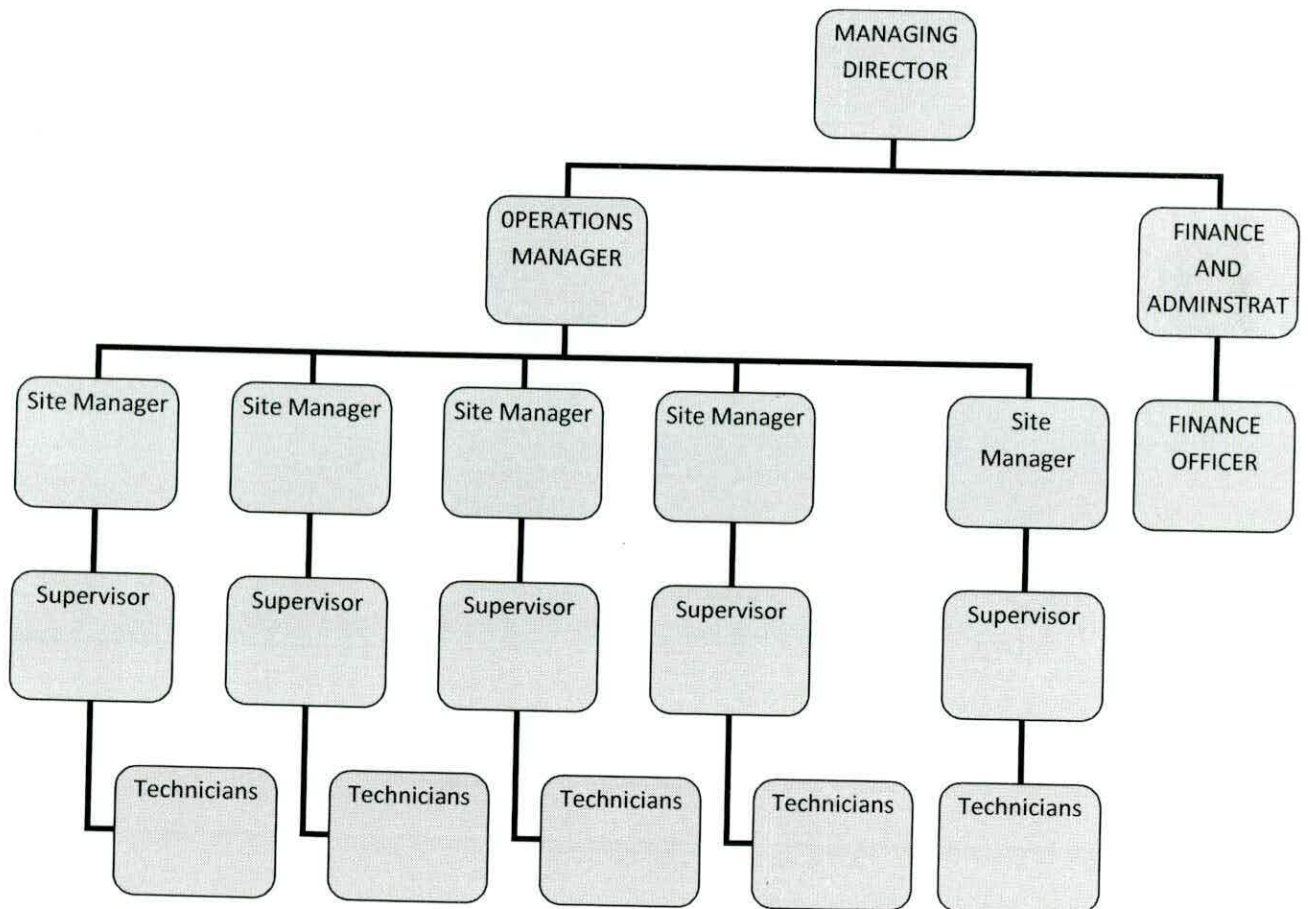 MANAGING
DIRECTOR
0PERATIONS
MANAGER
FINANCE
AND
ADMINSTRAT
Site Manager
Site Manager
Site Manager
Site Manager
Site
Manager
FINANCE
OFFICER
Supervisor
Supervisor
Supervisor
Supervisor
Supervisor
Technicians
Technicians
Technicians
Technicians
Technicians